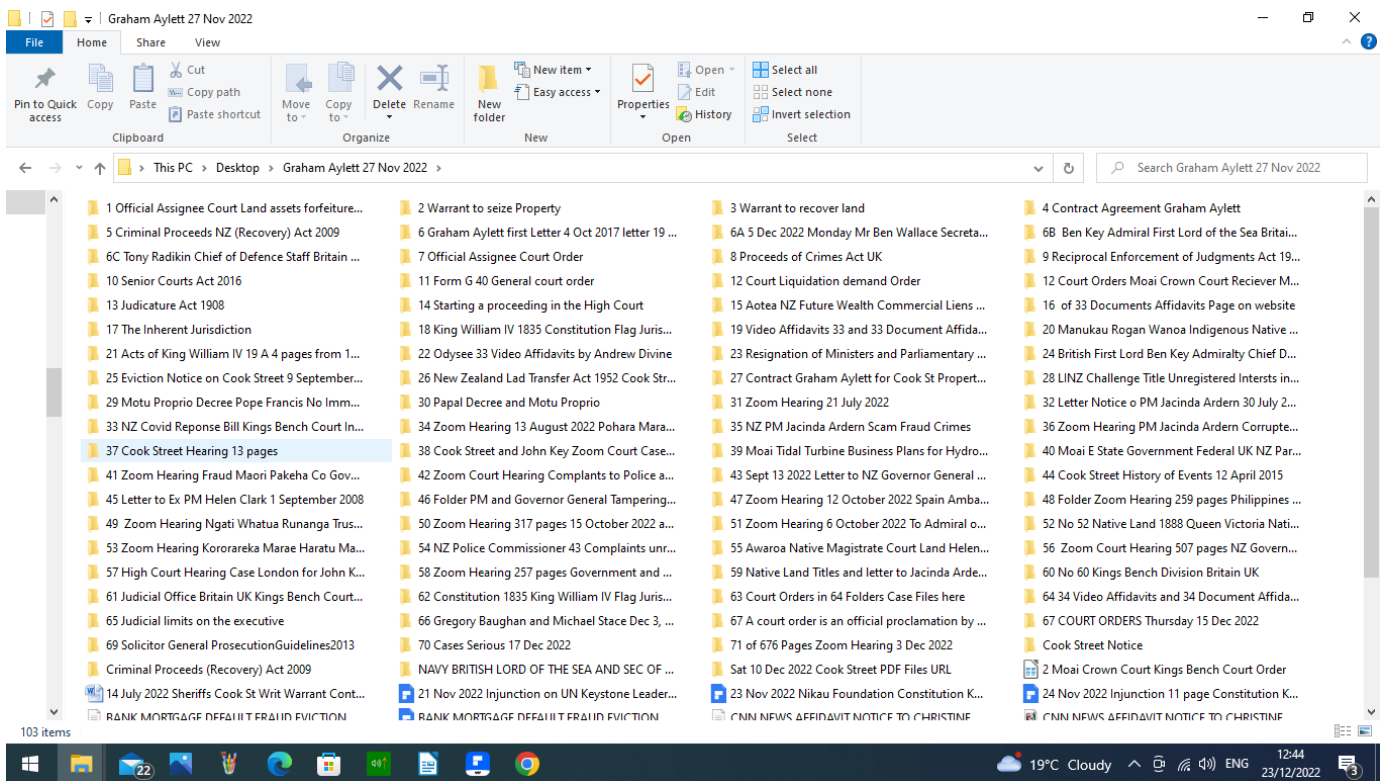 Graham Aylett 27 Nov 2022
File Home Share View
Pin to Quick access
Copy
Paste
Cut
Copy path
Paste shortcut
Clipboard
Move to
Copy to
Delete
Rename
Organize
New folder
New item
Easy access
New
Properties
Open
Edit
History
Open
Select all
Select none
Invert selection
Select
This PC > Desktop > Graham Aylett 27 Nov 2022 >
Search Graham Aylett 27 Nov 2022
1 Official Assignee Court Land assets forfeiture...
2 Warrant to seize Property
3 Warrant to recover land
4 Contract Agreement Graham Aylett
5 Criminal Proceeds NZ (Recovery) Act 2009
6 Graham Aylett first Letter 4 Oct 2017 letter 19 ...
6A 5 Dec 2022 Monday Mr Ben Wallace Secreta...
6B Ben Key Admiral First Lord of the Sea Britai...
6C Tony Radikin Chief of Defence Staff Britain ...
7 Official Assignee Court Order
8 Proceeds of Crimes Act UK
9 Reciprocal Enforcement of Judgments Act 19...
10 Senior Courts Act 2016
11 Form G 40 General court order
12 Court Liquidation demand Order
12 Court Orders Moai Crown Court Reciever M...
13 Judicature Act 1908
14 Starting a proceeding in the High Court
15 Aotea NZ Future Wealth Commercial Liens ...
16 of 33 Documents Affidavits Page on website
17 The Inherent Jurisdiction
18 King William IV 1835 Constitution Flag Juris...
19 Video Affidavits 33 and 33 Document Affida...
20 Manukau Rogan Wanoa Indigenous Native ...
21 Acts of King William IV 19 A 4 pages from 1...
22 Odysee 33 Video Affidavits by Andrew Divine
23 Resignation of Ministers and Parliamentary ...
24 British First Lord Ben Key Admiralty Chief D...
25 Eviction Notice on Cook Street 9 September...
26 New Zealand Lad Transfer Act 1952 Cook Str...
27 Contract Graham Aylett for Cook St Propert...
28 LINZ Challenge Title Unregistered Intersts in...
29 Motu Proprio Decree Pope Francis No Imm...
30 Papal Decree and Motu Proprio
31 Zoom Hearing 21 July 2022
32 Letter Notice o PM Jacinda Ardern 30 July 2...
33 NZ Covid Reponse Bill Kings Bench Court In...
34 Zoom Hearing 13 August 2022 Pohara Mara...
35 NZ PM Jacinda Ardern Scam Fraud Crimes
36 Zoom Hearing PM Jacinda Ardern Corrupte...
37 Cook Street Hearing 13 pages
38 Cook Street and John Key Zoom Court Case...
39 Moai Tidal Turbine Business Plans for Hydro...
40 Moai E State Government Federal UK NZ Par...
41 Zoom Hearing Fraud Maori Pakeha Co Gov...
42 Zoom Court Hearing Complants to Police a...
43 Sept 13 2022 Letter to NZ Governor General ...
44 Cook Street History of Events 12 April 2015
45 Letter to Ex PM Helen Clark 1 September 2008
46 Folder PM and Governor General Tampering...
47 Zoom Hearing 12 October 2022 Spain Amba...
48 Folder Zoom Hearing 259 pages Philippines ...
49 Zoom Hearing Ngati Whatua Runanga Trus...
50 Zoom Hearing 317 pages 15 October 2022 a...
51 Zoom Hearing 6 October 2022 To Admiral o...
52 No 52 Native Land 1888 Queen Victoria Nati...
53 Zoom Hearing Kororareka Marae Haratu Ma...
54 NZ Police Commissioner 43 Complaints unr...
55 Awaroa Native Magistrate Court Land Helen...
56 Zoom Court Hearing 507 pages NZ Govern...
57 High Court Hearing Case London for John K...
58 Zoom Hearing 257 pages Government and ...
59 Native Land Titles and letter to Jacinda Arde...
60 No 60 Kings Bench Division Britain UK
61 Judicial Office Britain UK Kings Bench Court...
62 Constitution 1835 King William IV Flag Juris...
63 Court Orders in 64 Folders Case Files here
64 34 Video Affidavits and 34 Document Affida...
65 Judicial limits on the executive
66 Gregory Baughan and Michael Stace Dec 3, ...
67 A court order is an official proclamation by ...
67 COURT ORDERS Thursday 15 Dec 2022
69 Solicitor General ProsecutionGuidelines2013
70 Cases Serious 17 Dec 2022
71 of 676 Pages Zoom Hearing 3 Dec 2022
Cook Street Notice
Criminal Proceeds (Recovery) Act 2009
NAVY BRITISH LORD OF THE SEA AND SEC OF ...
Sat 10 Dec 2022 Cook Street PDF Files URL
2 Moai Crown Court Kings Bench Court Order
14 July 2022 Sheriffs Cook St Writ Warrant Cont...
21 Nov 2022 Injunction on UN Keystone Leader...
23 Nov 2022 Nikau Foundation Constitution K...
24 Nov 2022 Injunction 11 page Constitution K...
BANK MORTGAGE DEFAULT FRAUD EVICTION
BANK MORTGAGE DEFAULT FRAUD EVICTION
CNN NEWS AFFIDAVIT NOTICE TO CHRISTINE
CNN NEWS AFFIDAVIT NOTICE TO CHRISTINE
103 items
22
19°C Cloudy
ENG
12:44
23/12/2022
3